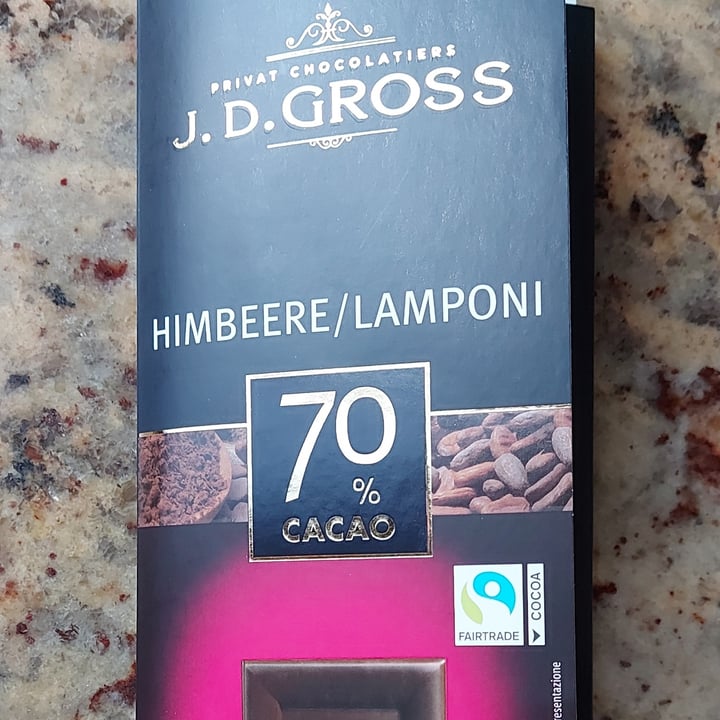 PRIVAT CHOCOLATIERS
J. D. GROSS
HIMBEERE/LAMPONI
70
%
CACAO
FAIRTRADE
COCOA